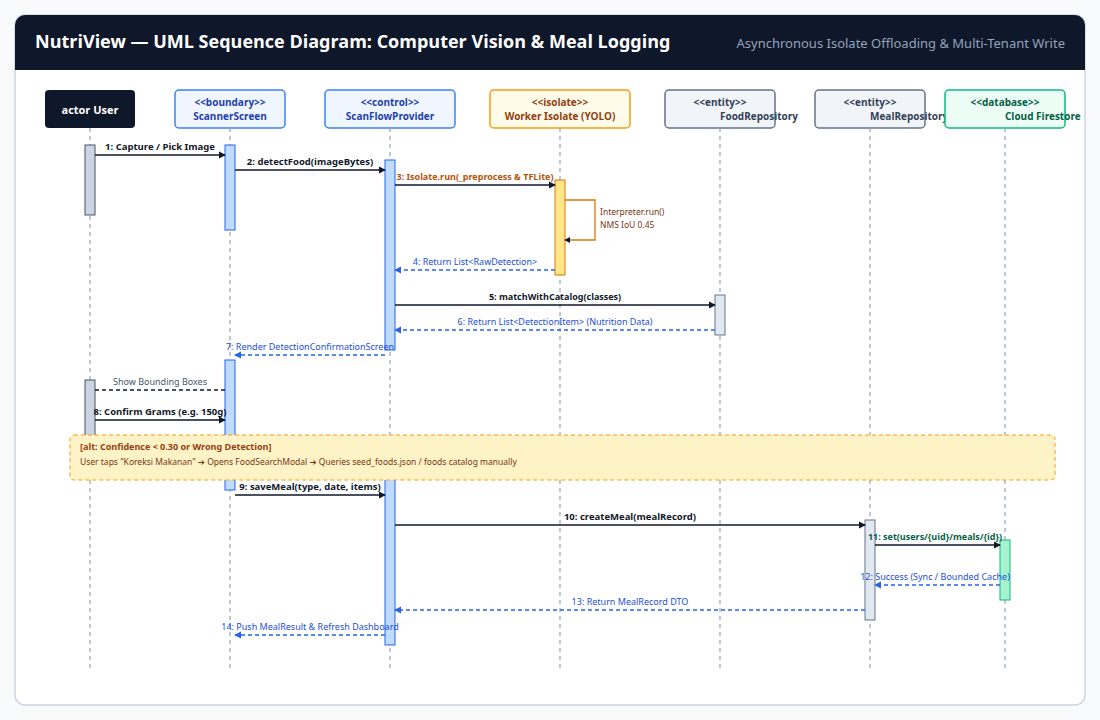 NutriView — UML Sequence Diagram: Computer Vision & Meal Logging
Asynchronous Isolate Offloading & Multi-Tenant Write
actor User
<<boundary>>
ScannerScreen
<<control>>
ScanFlowProvider
<<isolate>>
Worker Isolate (YOLO)
<<entity>>
FoodRepository
<<entity>>
MealRepository
<<database>>
Cloud Firestore
1: Capture / Pick Image
2: detectFood(imageBytes)
3: Isolate.run(_preprocess & TFLite)
Interpreter.run()
NMS IoU 0.45
4: Return List<RawDetection>
5: matchWithCatalog(classes)
6: Return List<DetectionItem> (Nutrition Data)
7: Render DetectionConfirmationScreen
Show Bounding Boxes
8: Confirm Grams (e.g. 150g)
[alt: Confidence < 0.30 or Wrong Detection]
User taps "Koreksi Makanan" ➔ Opens FoodSearchModal ➔ Queries seed_foods.json / foods catalog manually
9: saveMeal(type, date, items)
10: createMeal(mealRecord)
11: set(users/{uid}/meals/{id})
12: Success (Sync / Bounded Cache)
13: Return MealRecord DTO
14: Push MealResult & Refresh Dashboard